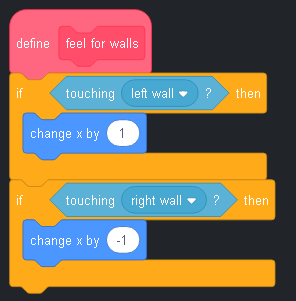 define feel for walls
if touching left wall ? then
change x by 1
if touching right wall ? then
change x by -1